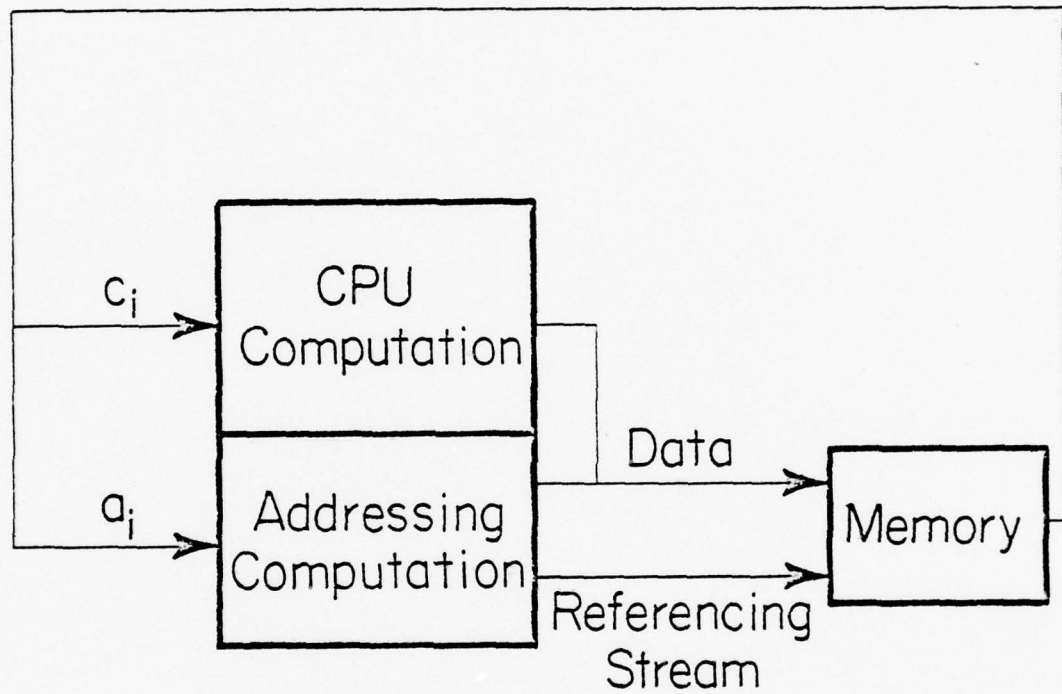 c_i
CPU
Computation
Data
a_i
Addressing
Computation
Memory
Referencing
Stream